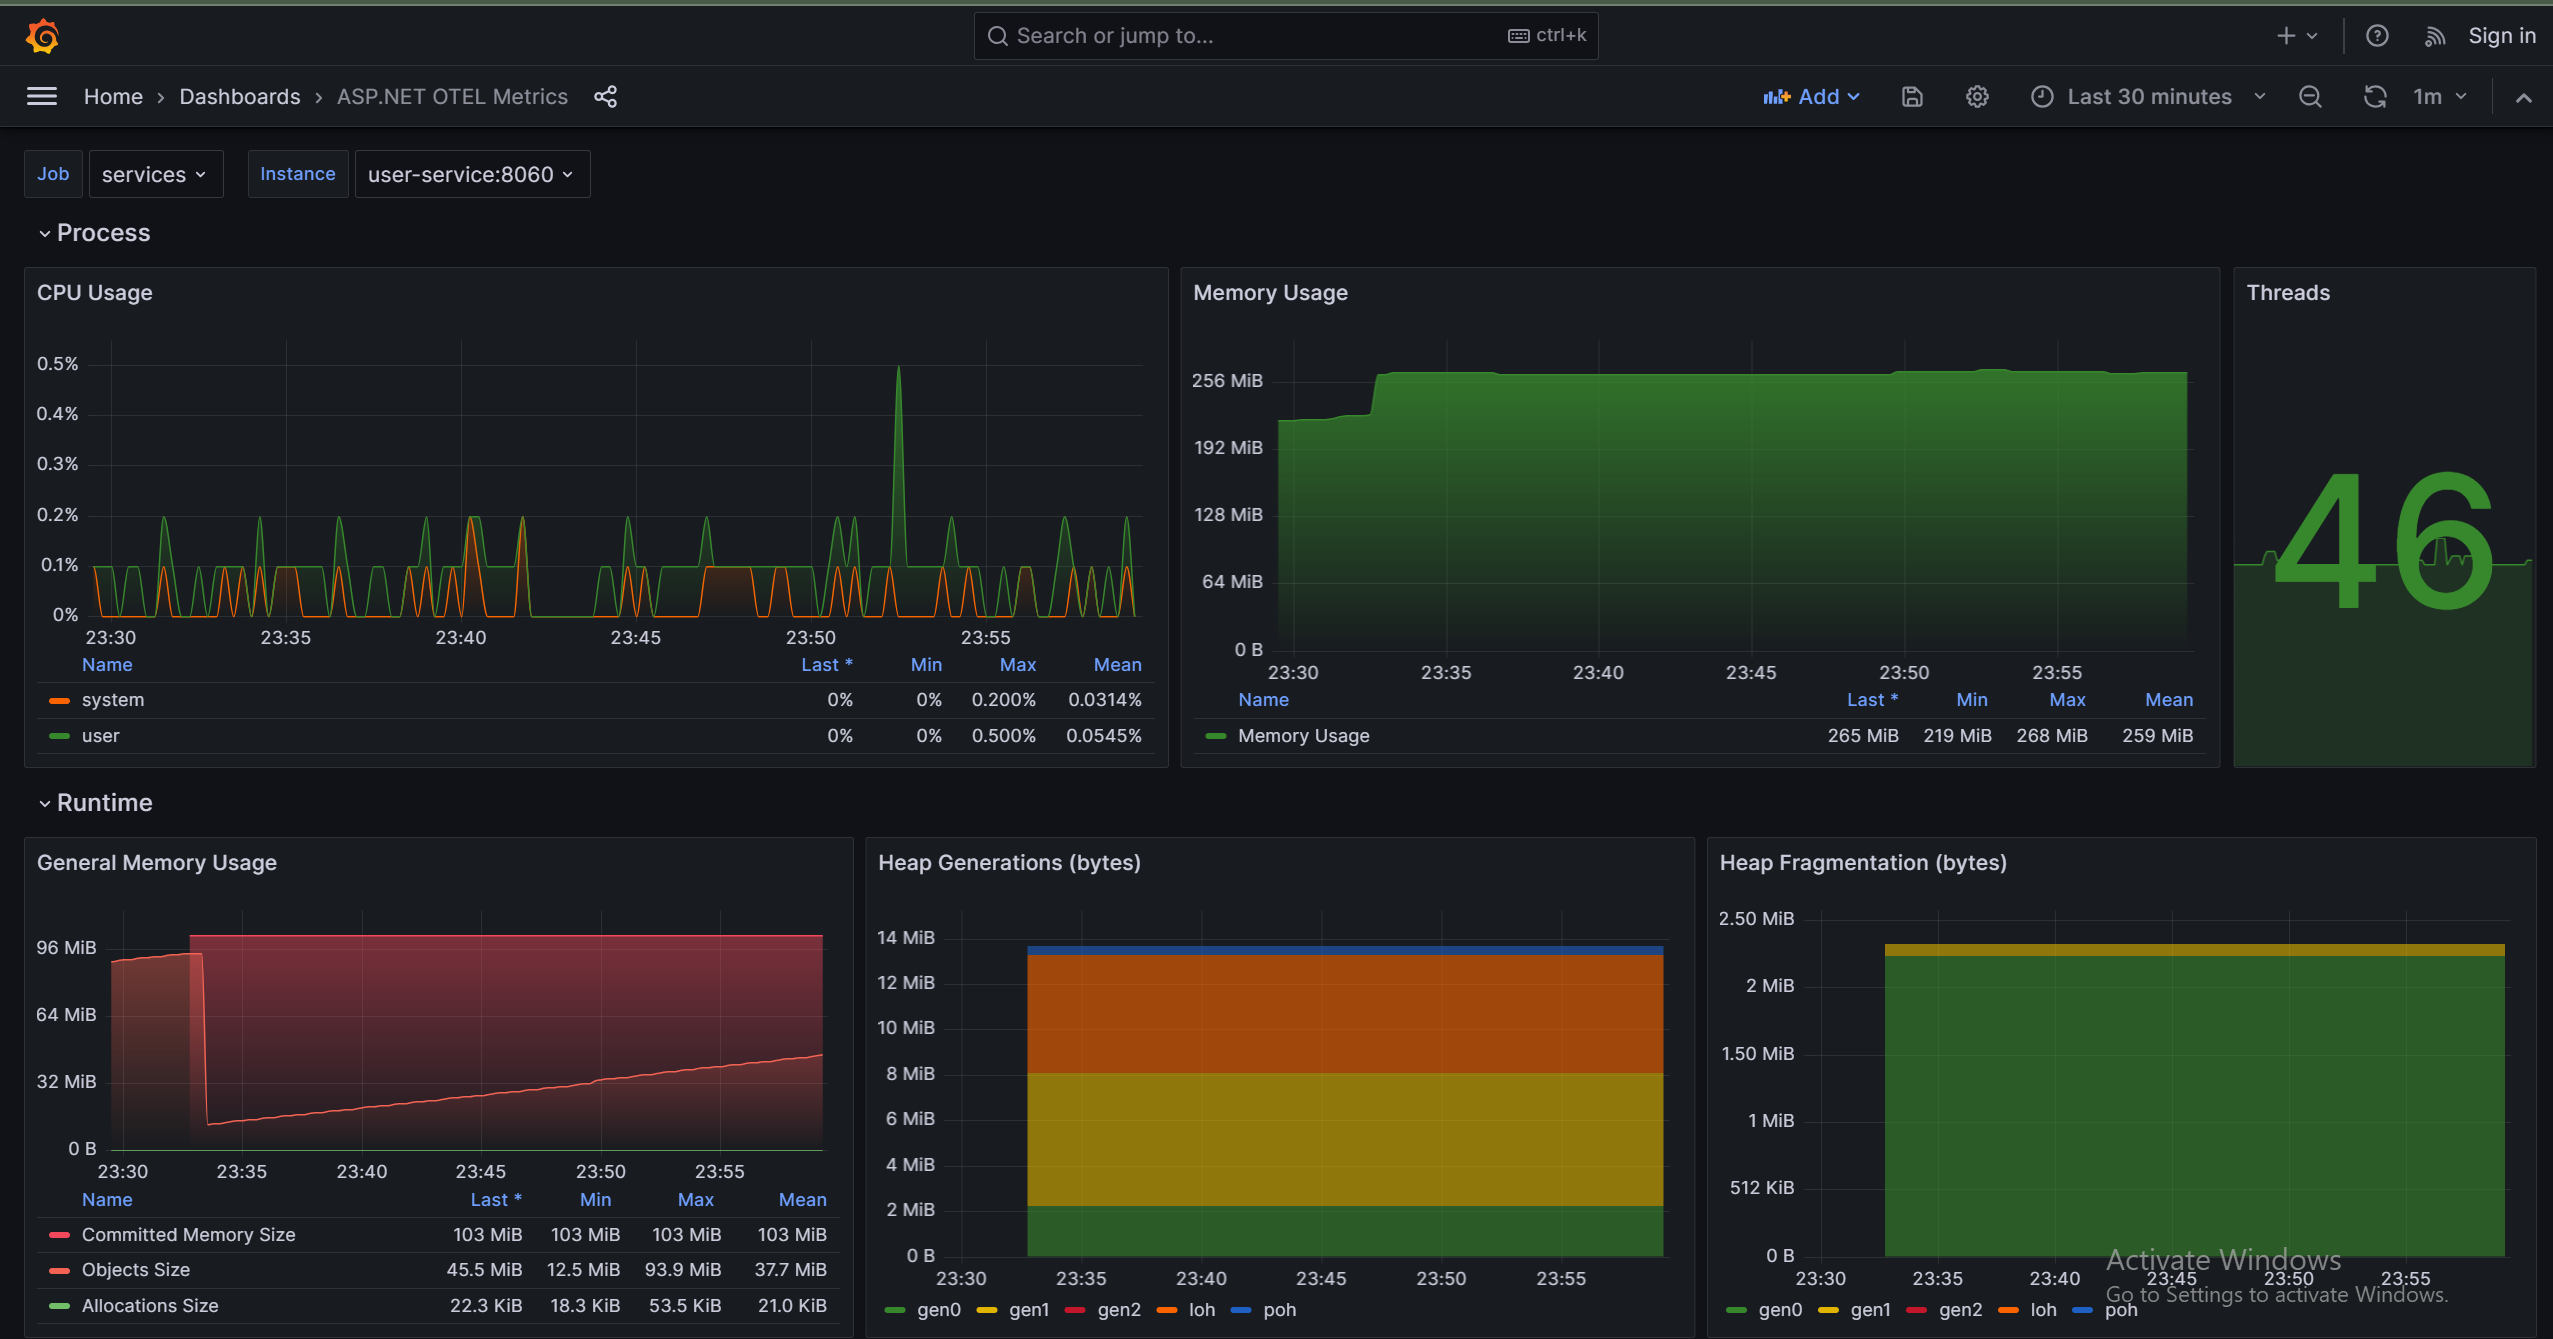 Search or jump to...
ctrl+k
Sign in
Home › Dashboards › ASP.NET OTEL Metrics
Add
Last 30 minutes
1m
Job services Instance user-service:8060
Process
CPU Usage
0.5%
0.4%
0.3%
0.2%
0.1%
0%
23:30 23:35 23:40 23:45 23:50 23:55
Name Last * Min Max Mean
system 0% 0% 0.200% 0.0314%
user 0% 0% 0.500% 0.0545%
Memory Usage
256 MiB
192 MiB
128 MiB
64 MiB
0 B
23:30 23:35 23:40 23:45 23:50 23:55
Name Last * Min Max Mean
Memory Usage 265 MiB 219 MiB 268 MiB 259 MiB
Threads
46
Runtime
General Memory Usage
96 MiB
64 MiB
32 MiB
0 B
23:30 23:35 23:40 23:45 23:50 23:55
Name Last * Min Max Mean
Committed Memory Size 103 MiB 103 MiB 103 MiB 103 MiB
Objects Size 45.5 MiB 12.5 MiB 93.9 MiB 37.7 MiB
Allocations Size 22.3 KiB 18.3 KiB 53.5 KiB 21.0 KiB
Heap Generations (bytes)
14 MiB
12 MiB
10 MiB
8 MiB
6 MiB
4 MiB
2 MiB
0 B
23:30 23:35 23:40 23:45 23:50 23:55
gen0 gen1 gen2 loh poh
Heap Fragmentation (bytes)
2.50 MiB
2 MiB
1.50 MiB
1 MiB
512 KiB
0 B
23:30 23:35 23:40 23:45 23:50 23:55
gen0 gen1 gen2 loh poh
Activate Windows
Go to Settings to activate Windows.